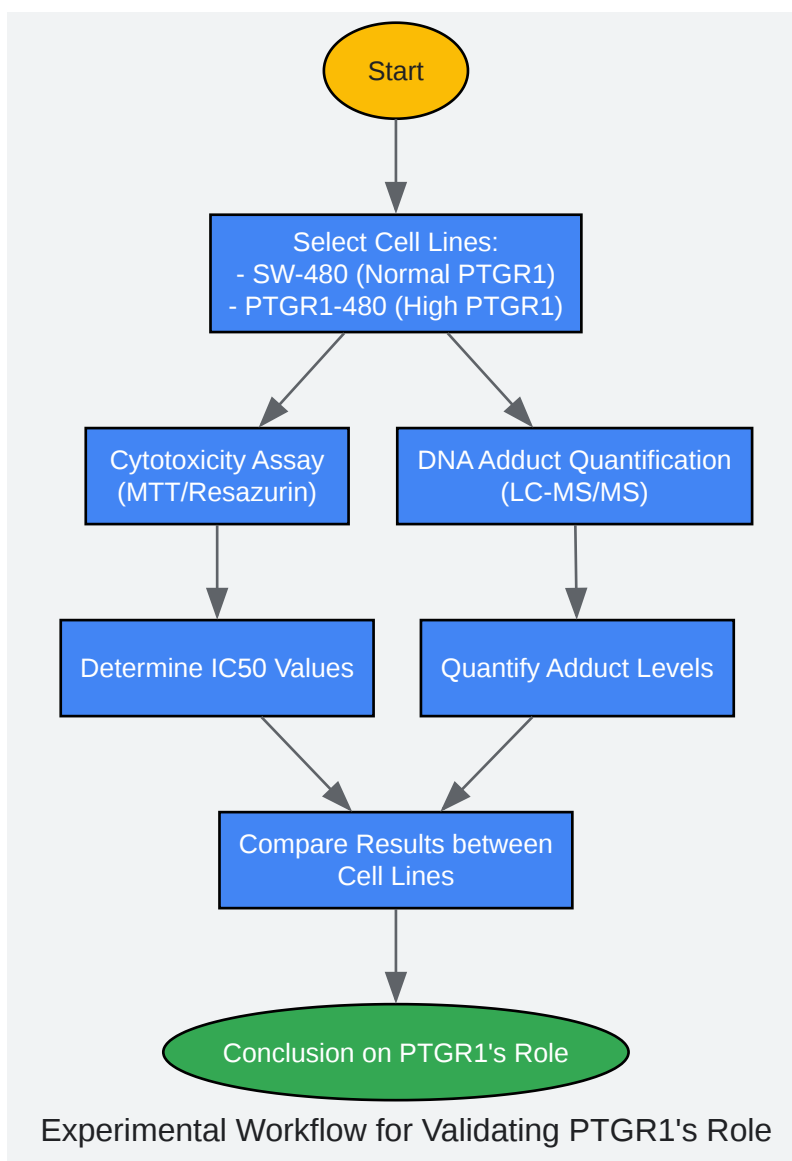 Start
Select Cell Lines:
- SW-480 (Normal PTGR1)
- PTGR1-480 (High PTGR1)
Cytotoxicity Assay
(MTT/Resazurin)
DNA Adduct Quantification
(LC-MS/MS)
Determine IC50 Values
Quantify Adduct Levels
Compare Results between
Cell Lines
Conclusion on PTGR1's Role
Experimental Workflow for Validating PTGR1's Role